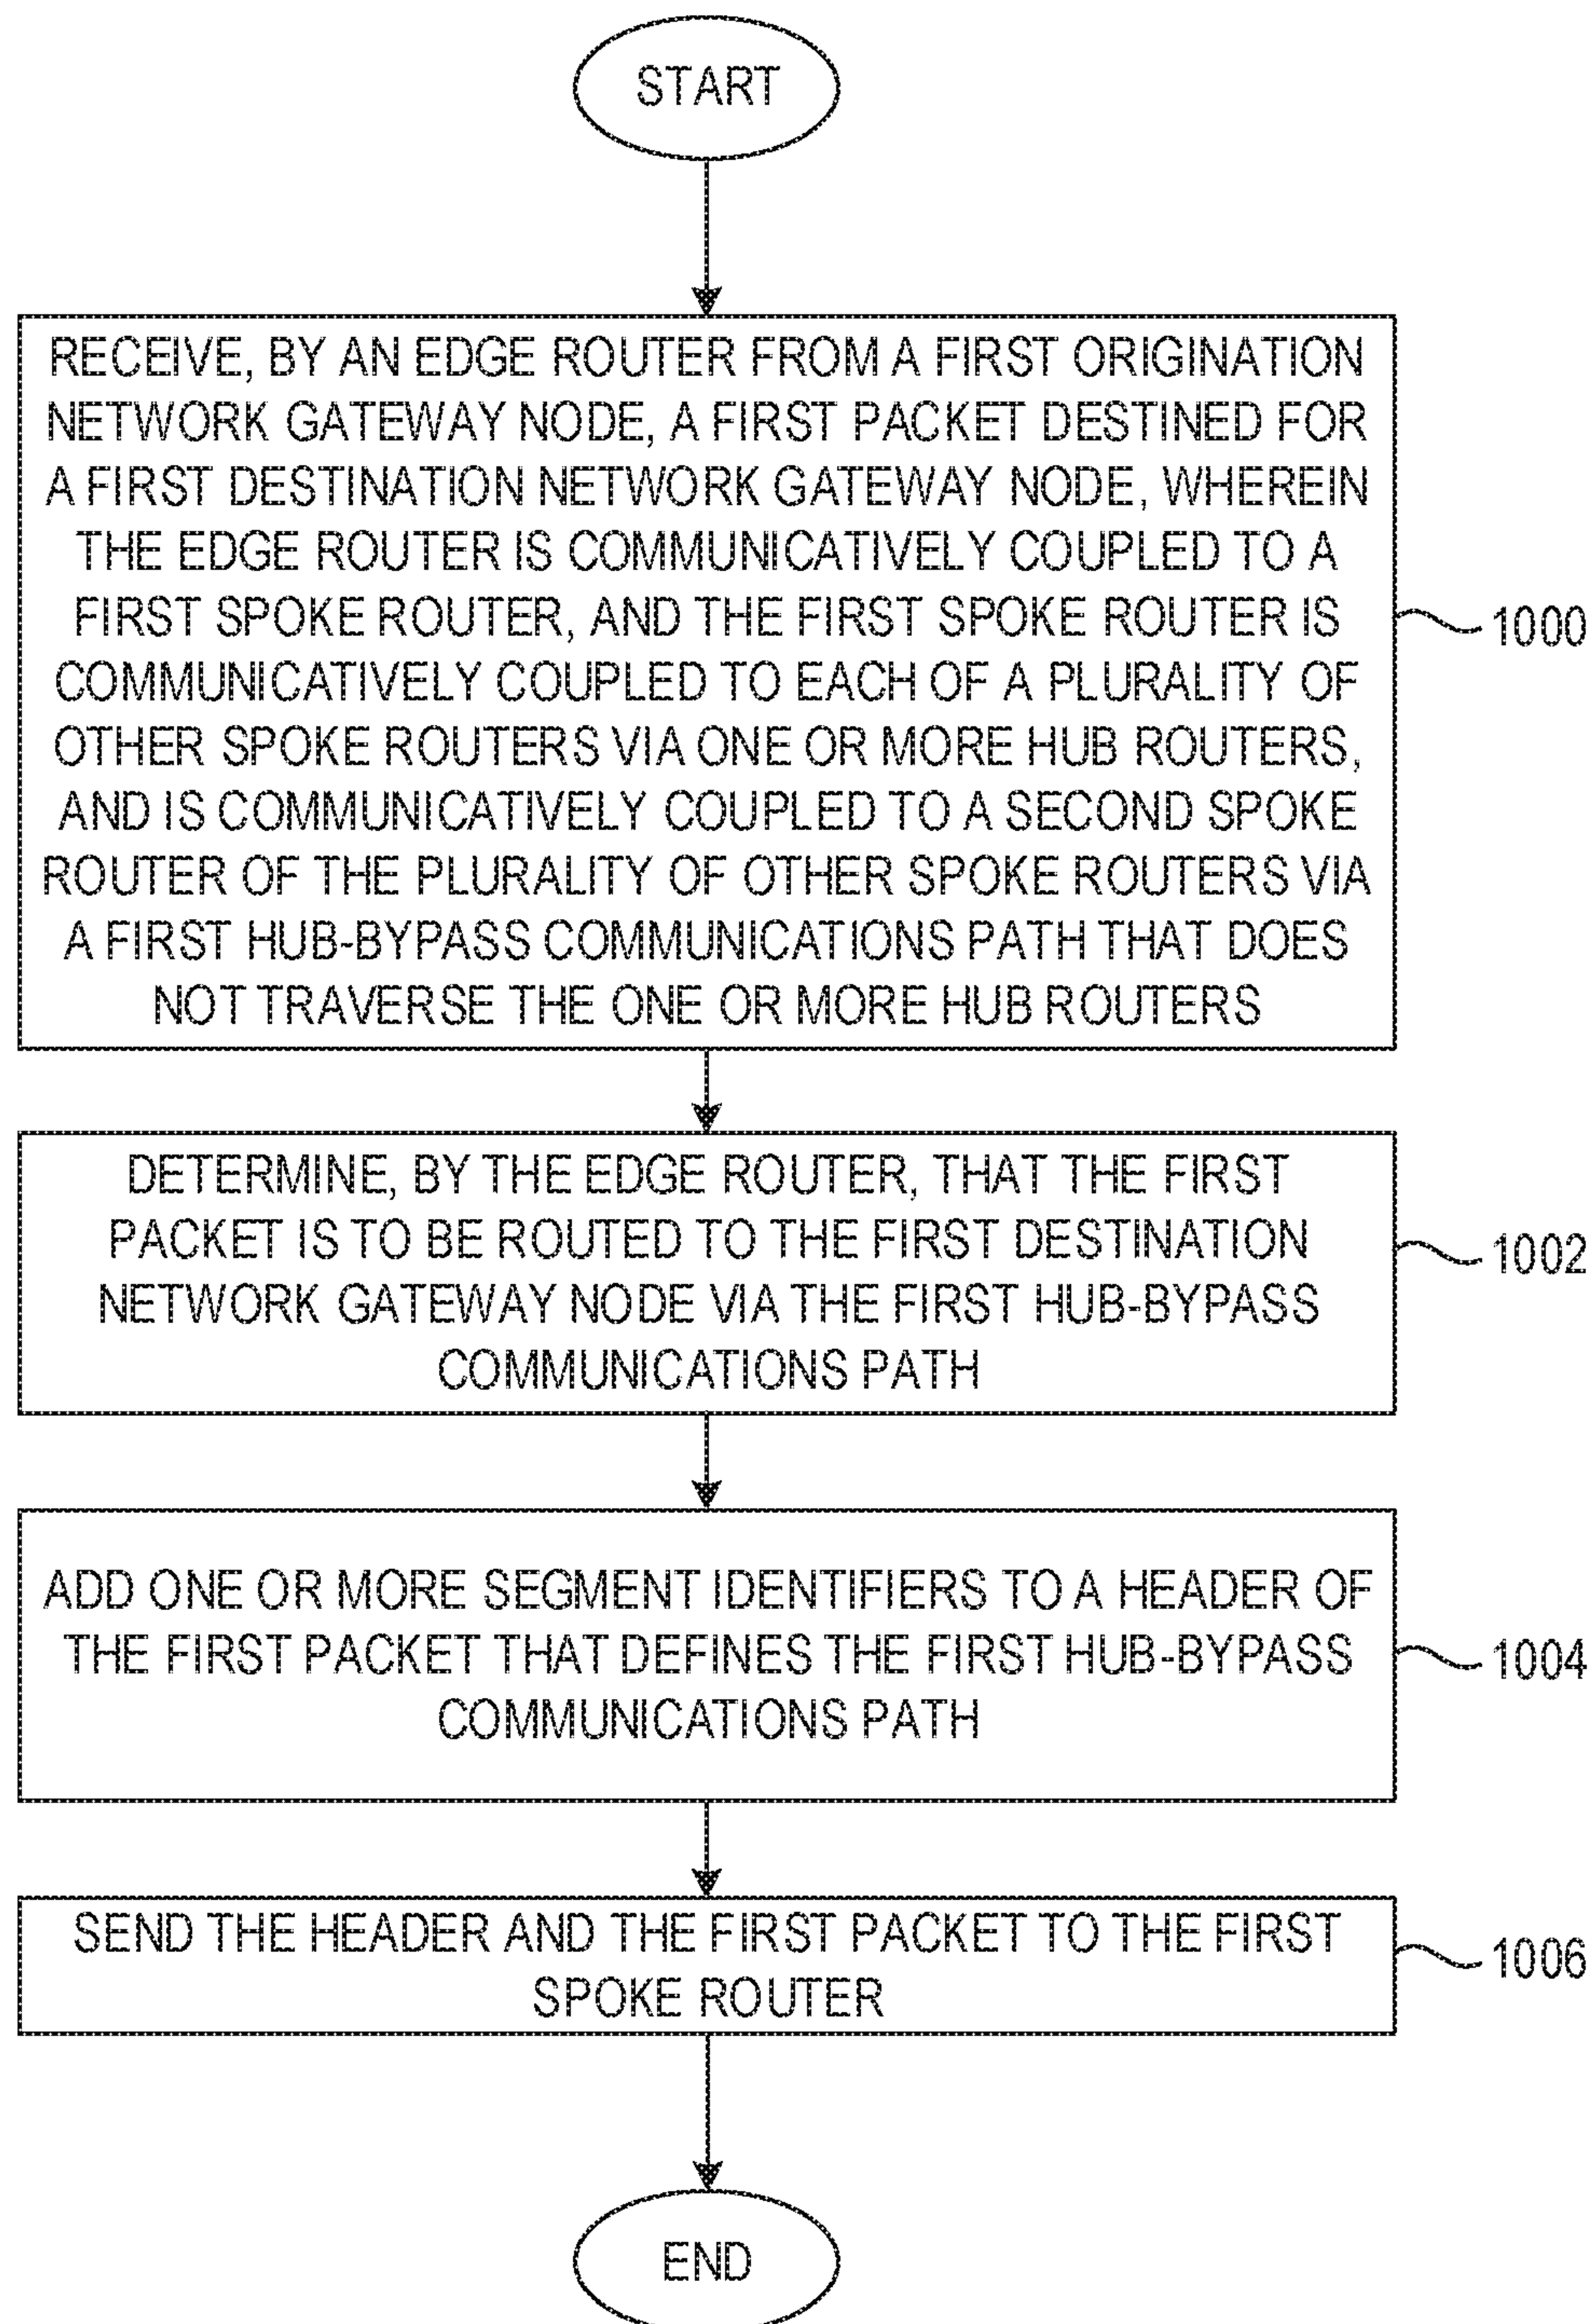 START
RECEIVE, BY AN EDGE ROUTER FROM A FIRST ORIGINATION
NETWORK GATEWAY NODE, A FIRST PACKET DESTINED FOR
A FIRST DESTINATION NETWORK GATEWAY NODE, WHEREIN
THE EDGE ROUTER IS COMMUNICATIVELY COUPLED TO A
FIRST SPOKE ROUTER, AND THE FIRST SPOKE ROUTER IS
COMMUNICATIVELY COUPLED TO EACH OF A PLURALITY OF
OTHER SPOKE ROUTERS VIA ONE OR MORE HUB ROUTERS,
AND IS COMMUNICATIVELY COUPLED TO A SECOND SPOKE
ROUTER OF THE PLURALITY OF OTHER SPOKE ROUTERS VIA
A FIRST HUB-BYPASS COMMUNICATIONS PATH THAT DOES
NOT TRAVERSE THE ONE OR MORE HUB ROUTERS
1000
DETERMINE, BY THE EDGE ROUTER, THAT THE FIRST
PACKET IS TO BE ROUTED TO THE FIRST DESTINATION
NETWORK GATEWAY NODE VIA THE FIRST HUB-BYPASS
COMMUNICATIONS PATH
1002
ADD ONE OR MORE SEGMENT IDENTIFIERS TO A HEADER OF
THE FIRST PACKET THAT DEFINES THE FIRST HUB-BYPASS
COMMUNICATIONS PATH
1004
SEND THE HEADER AND THE FIRST PACKET TO THE FIRST
SPOKE ROUTER
1006
END